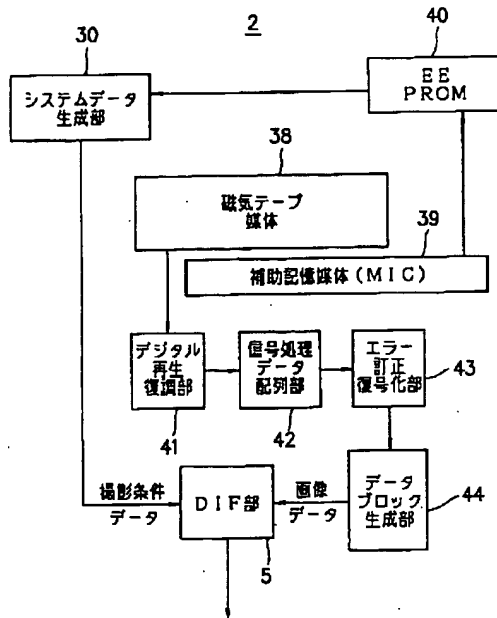 2
30
40
システムデータ
生成部
EE
PROM
38
磁気テープ
媒体
39
補助記憶媒体(MIC)
デジタル
再生
復調部
41
信号処理
データ
配列部
42
エラー
訂正
復号化部
43
撮影条件
データ
DIF部
5
画像
データ
データ
ブロック
生成部
44